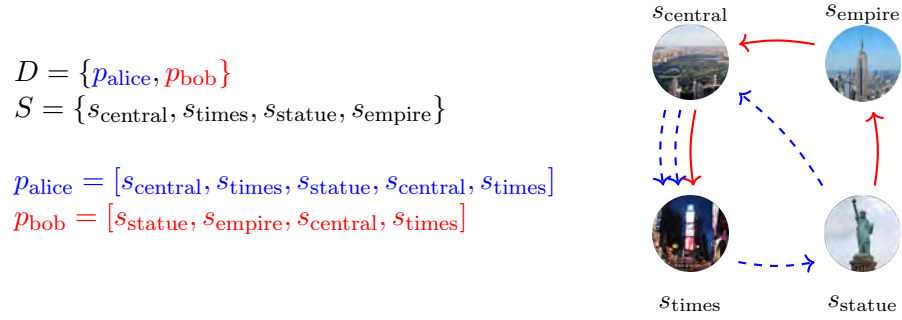 s_central s_empire
D = {p_alice, p_bob}
S = {s_central, s_times, s_statue, s_empire}
p_alice = [s_central, s_times, s_statue, s_central, s_times]
p_bob = [s_statue, s_empire, s_central, s_times]
s_times s_statue